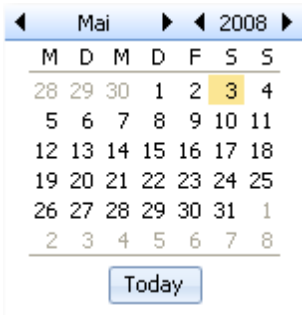 Mai 2008
M D M D F S S
28 29 30 1 2 3 4
5 6 7 8 9 10 11
12 13 14 15 16 17 18
19 20 21 22 23 24 25
26 27 28 29 30 31 1
2 3 4 5 6 7 8
Today